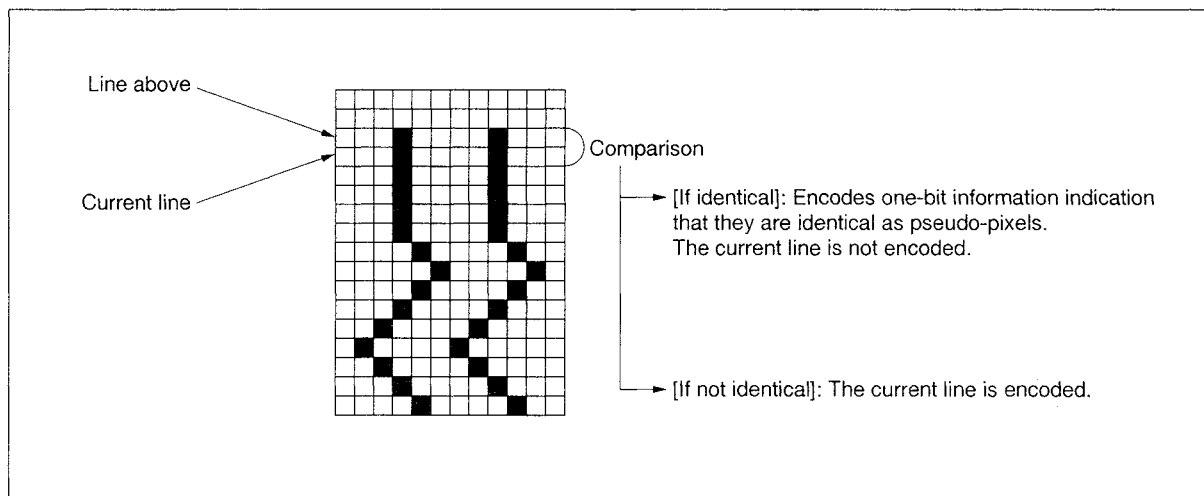 Line above
Current line
Comparison
[If identical]: Encodes one-bit information indication
that they are identical as pseudo-pixels.
The current line is not encoded.
[If not identical]: The current line is encoded.